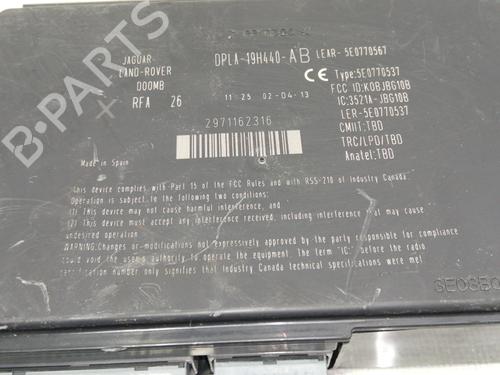 JAGUAR
LAND-ROVER
DOOMB
RFA 26
DPLA-19H440-AB LEAR-5E0770567
CE Type:5E0770537
FCC ID:KOBJBG10B
IC:3521A-JBG10B
LER-5E0770537
CMIIT:TBD
TRC/LPD/TBD
Anatel:TBD
11:25 02-04-13
2971162316
Made in Spain
This device complies with Part 15 of the FCC Rules and with RSS-210 of Industry Canada.
Operation is subject to the following two conditions:
(1) This device may not cause harmful interference, and
(2) This device must accept any interference received, including interference that may cause
undesired operation.
WARNING:Changes or modifications not expressively approved by the party responsible for compliance
could void the user's authority to operate the equipment. The term "IC:" before the radio
certification number only signifies that Industry Canada technical specifications were met.
B-PARTS